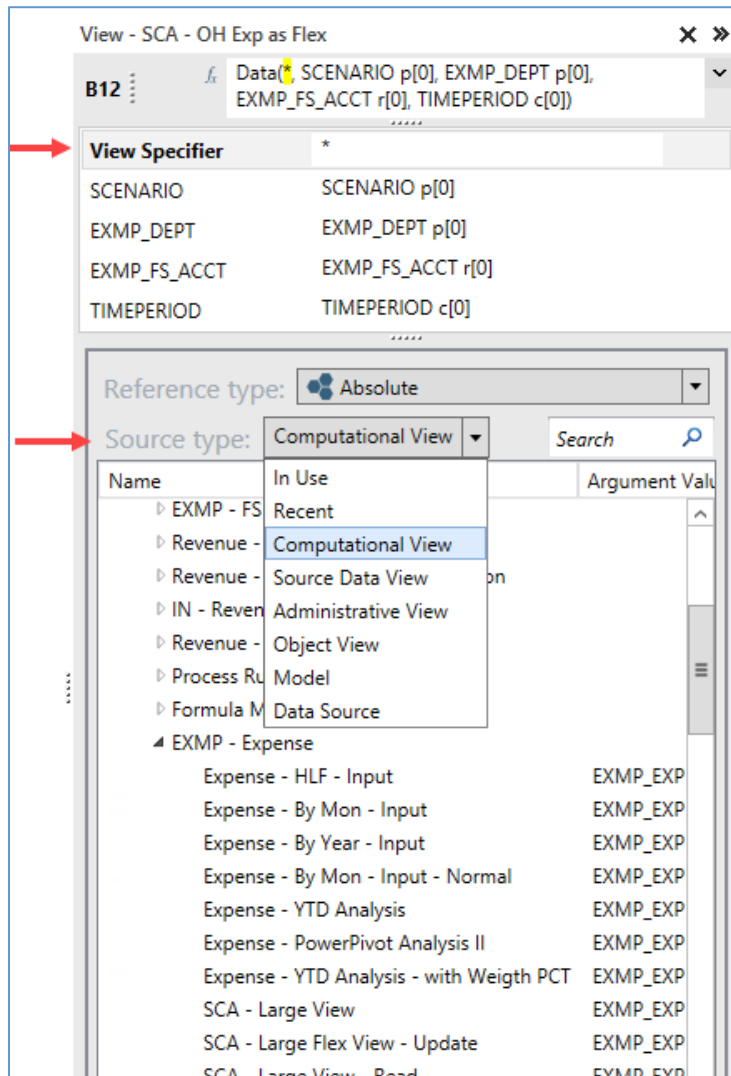 View - SCA - OH Exp as Flex
B12
fx
Data(*, SCENARIO p[0], EXMP_DEPT p[0],
EXMP_FS_ACCT r[0], TIMEPERIOD c[0])
View Specifier *
SCENARIO SCENARIO p[0]
EXMP_DEPT EXMP_DEPT p[0]
EXMP_FS_ACCT EXMP_FS_ACCT r[0]
TIMEPERIOD TIMEPERIOD c[0]
Reference type: Absolute
Source type: Computational View Search
Name In Use Argument Valu
EXMP - FS Recent
Revenue - Computational View
Revenue - Source Data View on
IN - Reven Administrative View
Revenue - Object View
Process Ru Model
Formula M Data Source
EXMP - Expense
Expense - HLF - Input EXMP_EXP
Expense - By Mon - Input EXMP_EXP
Expense - By Year - Input EXMP_EXP
Expense - By Mon - Input - Normal EXMP_EXP
Expense - YTD Analysis EXMP_EXP
Expense - PowerPivot Analysis II EXMP_EXP
Expense - YTD Analysis - with Weigth PCT EXMP_EXP
SCA - Large View EXMP_EXP
SCA - Large Flex View - Update EXMP_EXP
SCA - Large View - Read EXMP_EXP